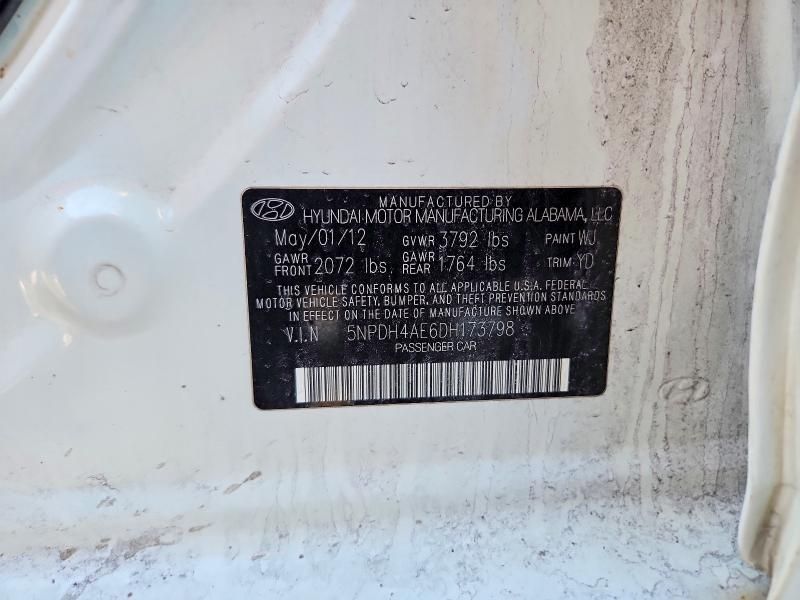 MANUFACTURED BY
HYUNDAI MOTOR MANUFACTURING ALABAMA, LLC
May/01/12 GVWR 3792 lbs PAINT WJ
GAWR FRONT 2072 lbs, GAWR REAR 1764 lbs TRIM YD
THIS VEHICLE CONFORMS TO ALL APPLICABLE U.S.A. FEDERAL
MOTOR VEHICLE SAFETY, BUMPER, AND THEFT PREVENTION STANDARDS
IN EFFECT ON THE DATE OF MANUFACTURE SHOWN ABOVE
V.I.N 5NPDH4AE6DH173798
PASSENGER CAR